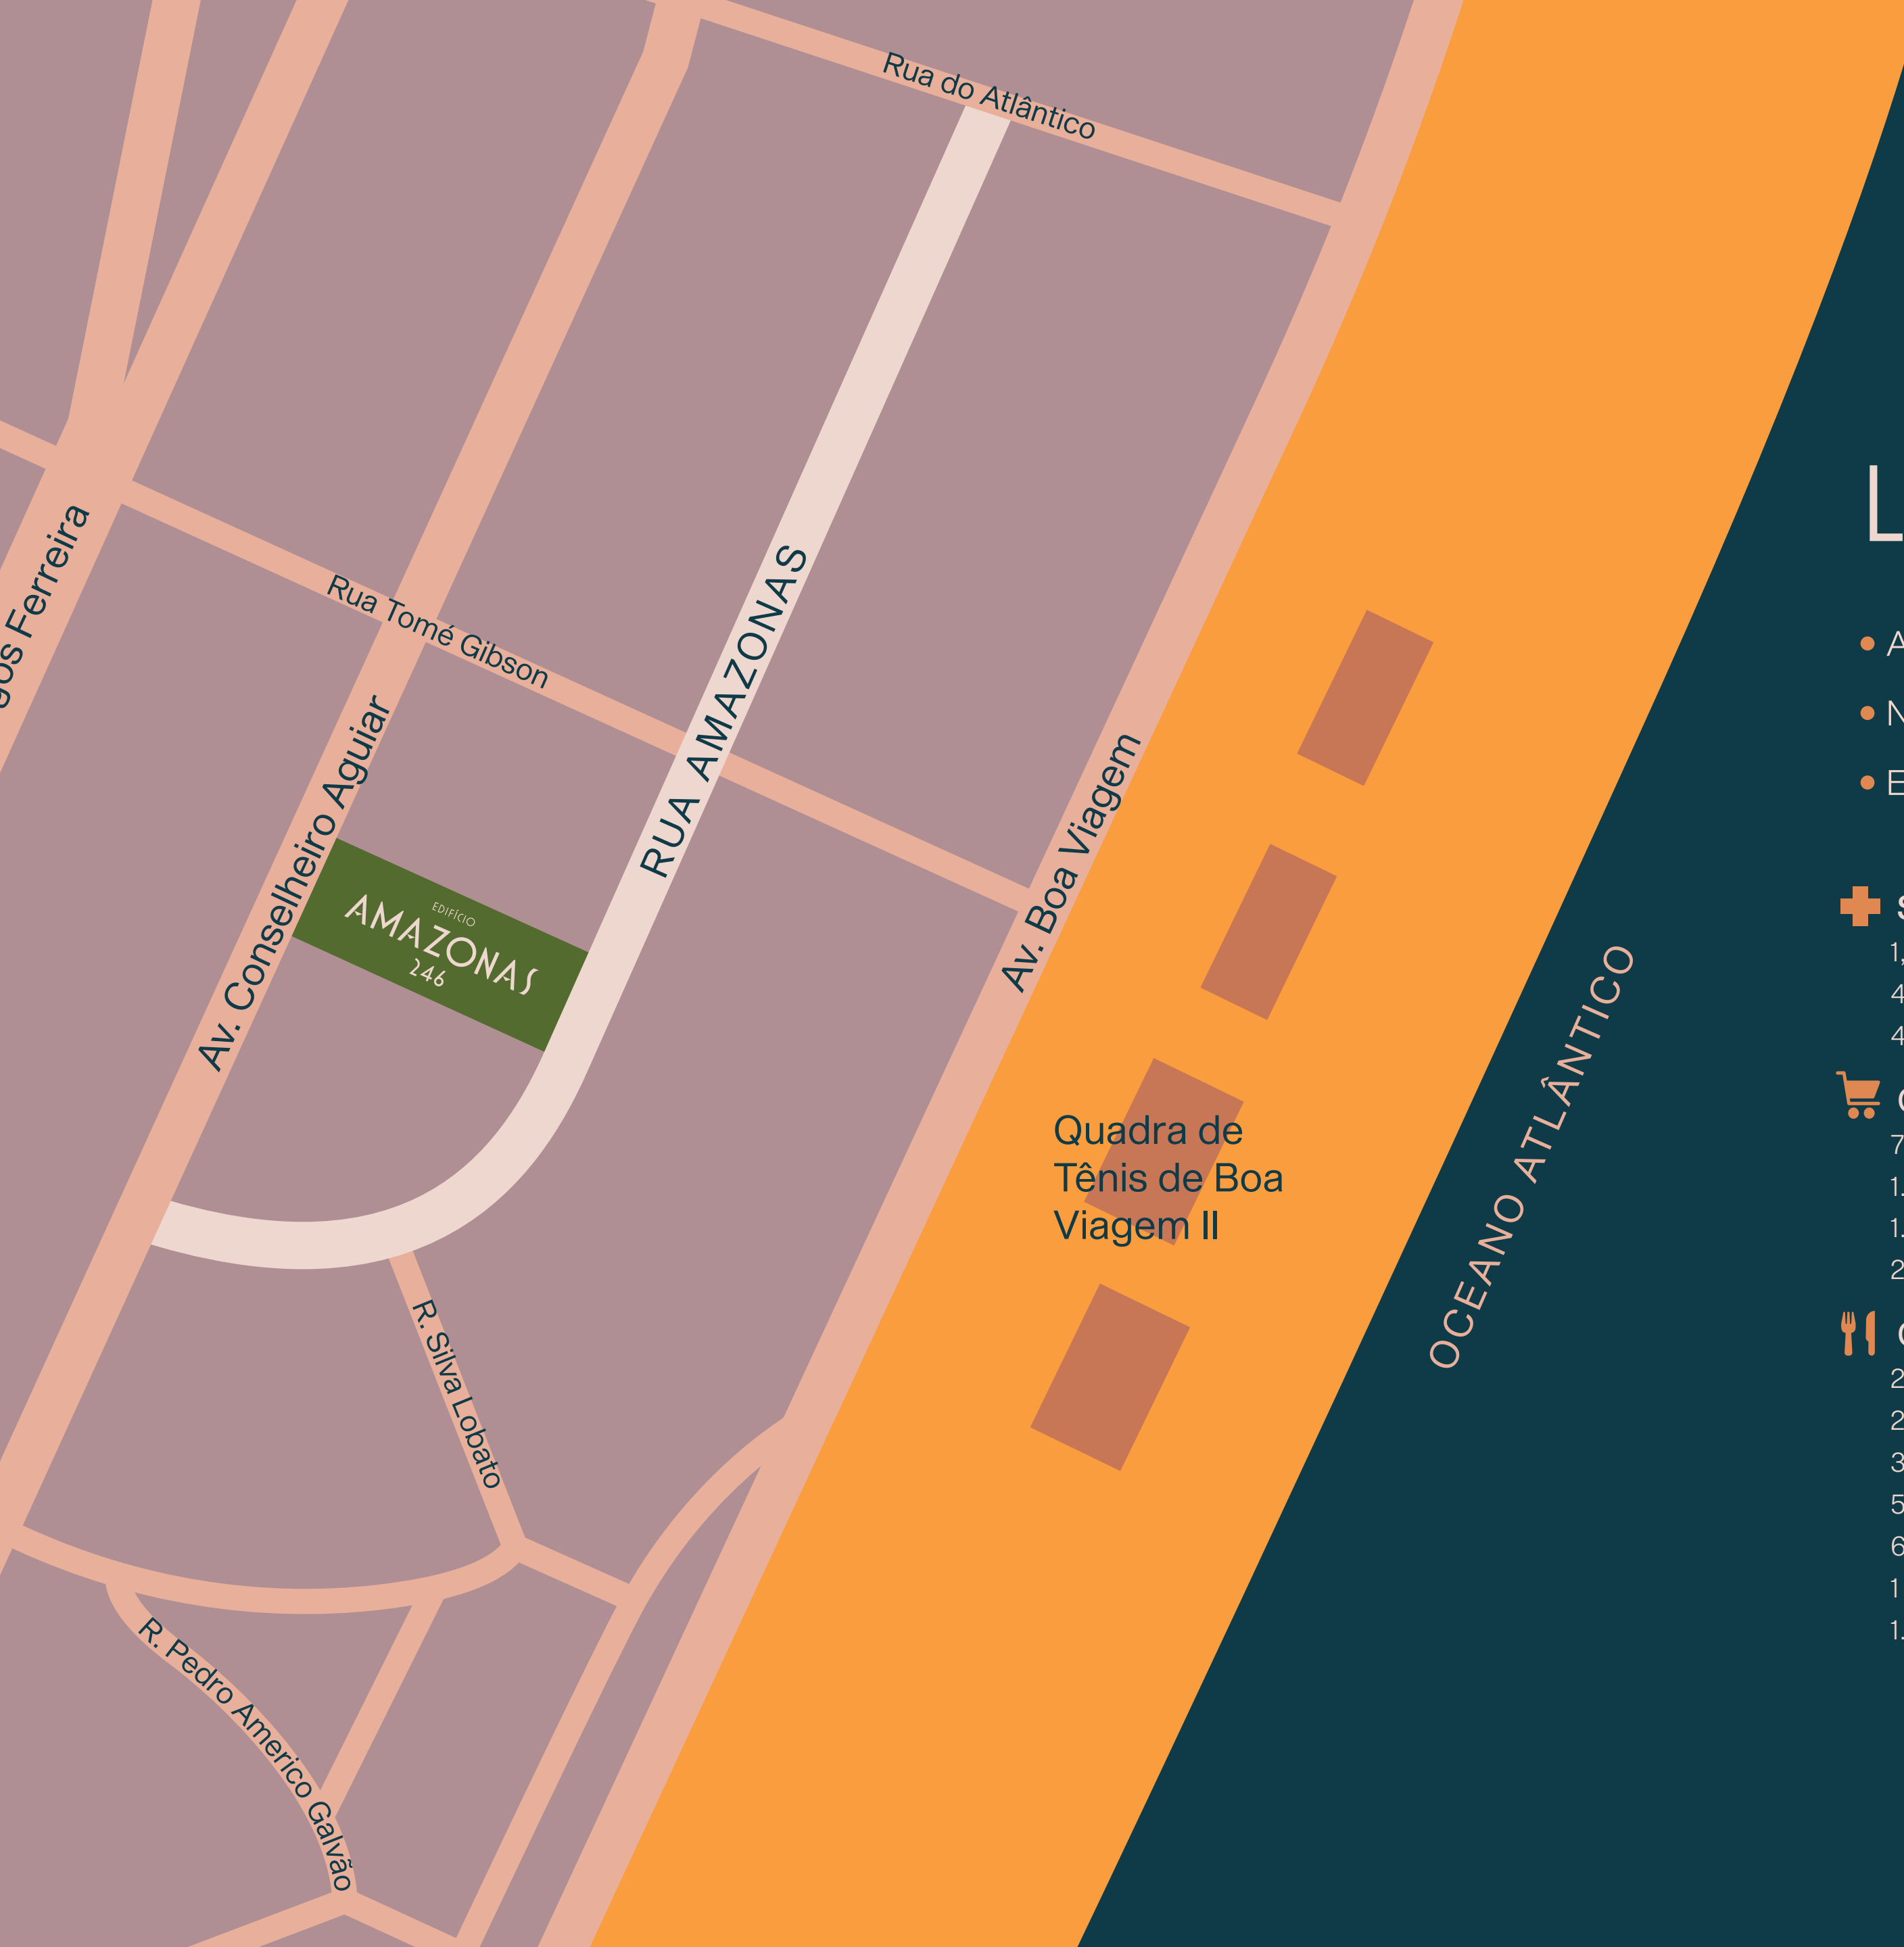 Rua do Atlântico
Ferreira
Rua Tomé Gibson
RUA AMAZONAS
Av. Conselheiro Aguiar
Av. Boa Viagem
EDIFÍCIO
AMAZONAS
246
OCEANO ATLÂNTICO
Quadra de
Tênis de Boa
Viagem II
R. Silva Lobato
R. Pedro Americo Galvão